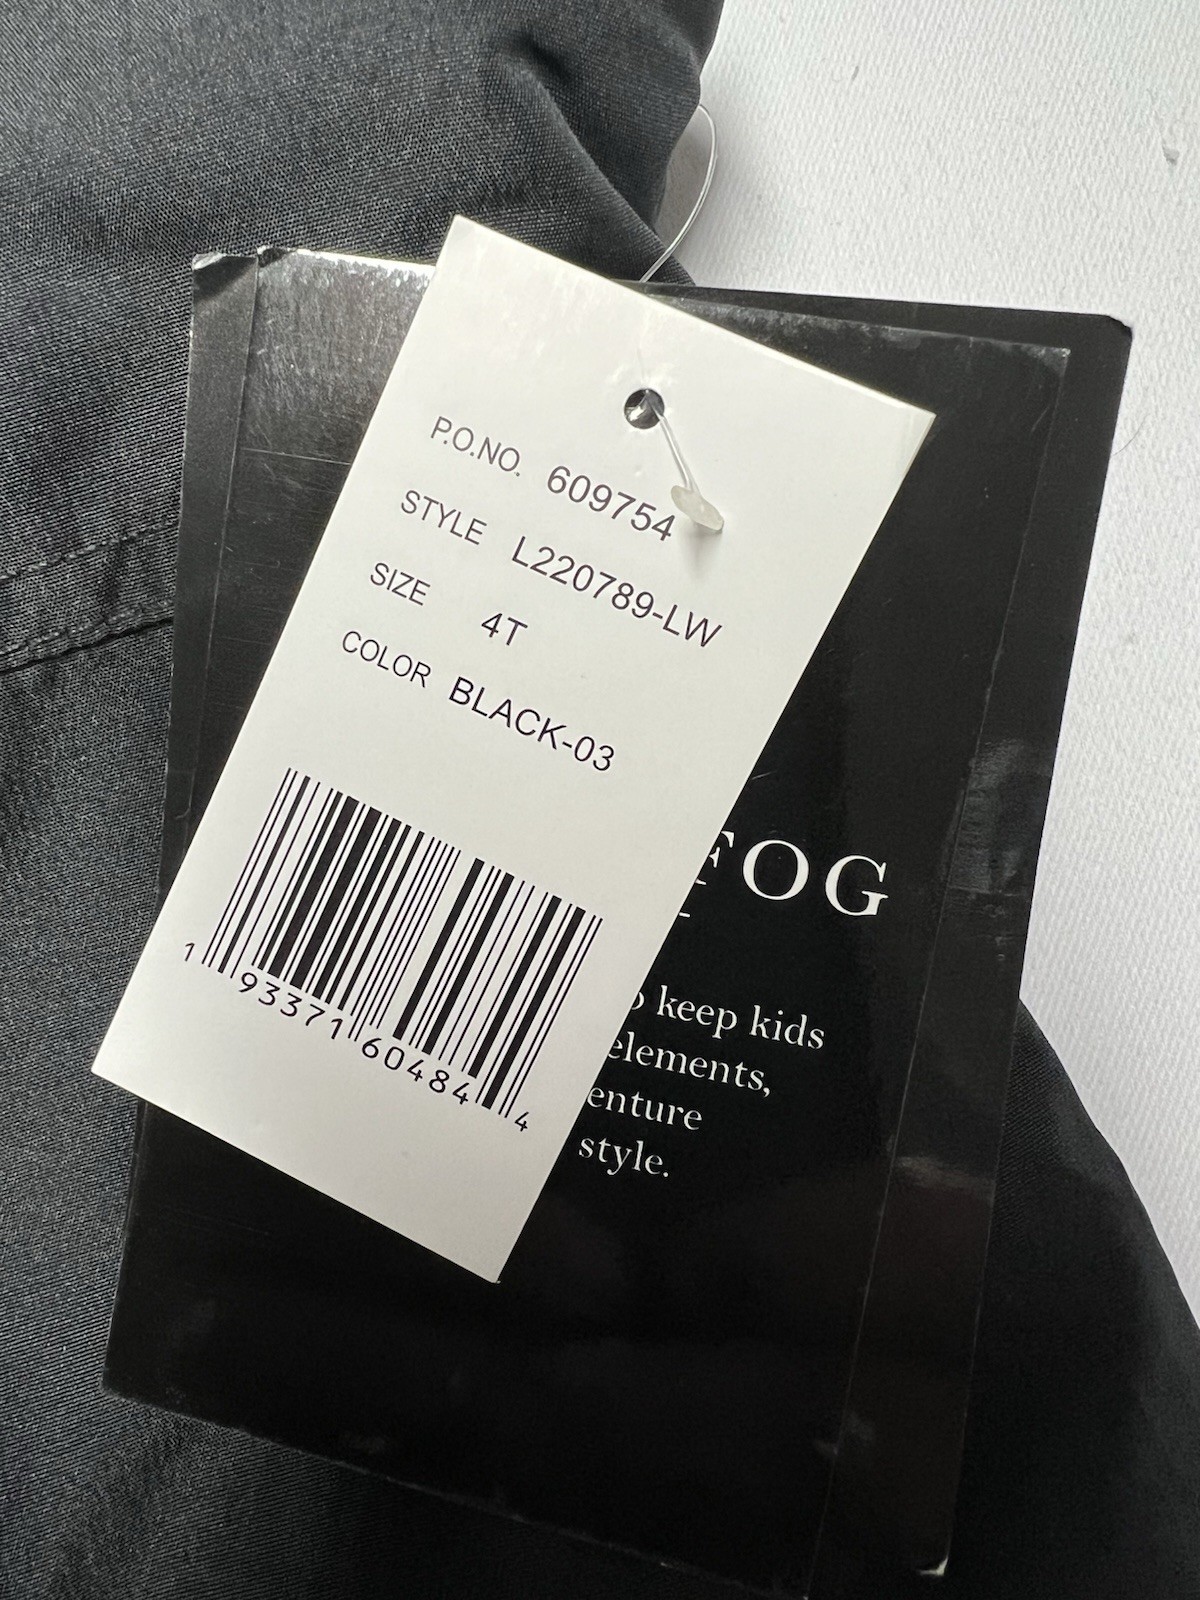 P.O.NO. 609754
STYLE L220789-LW
SIZE 4T
COLOR BLACK-03
1 93371 60484 4
FOG
keep kids
elements,
enture
style.